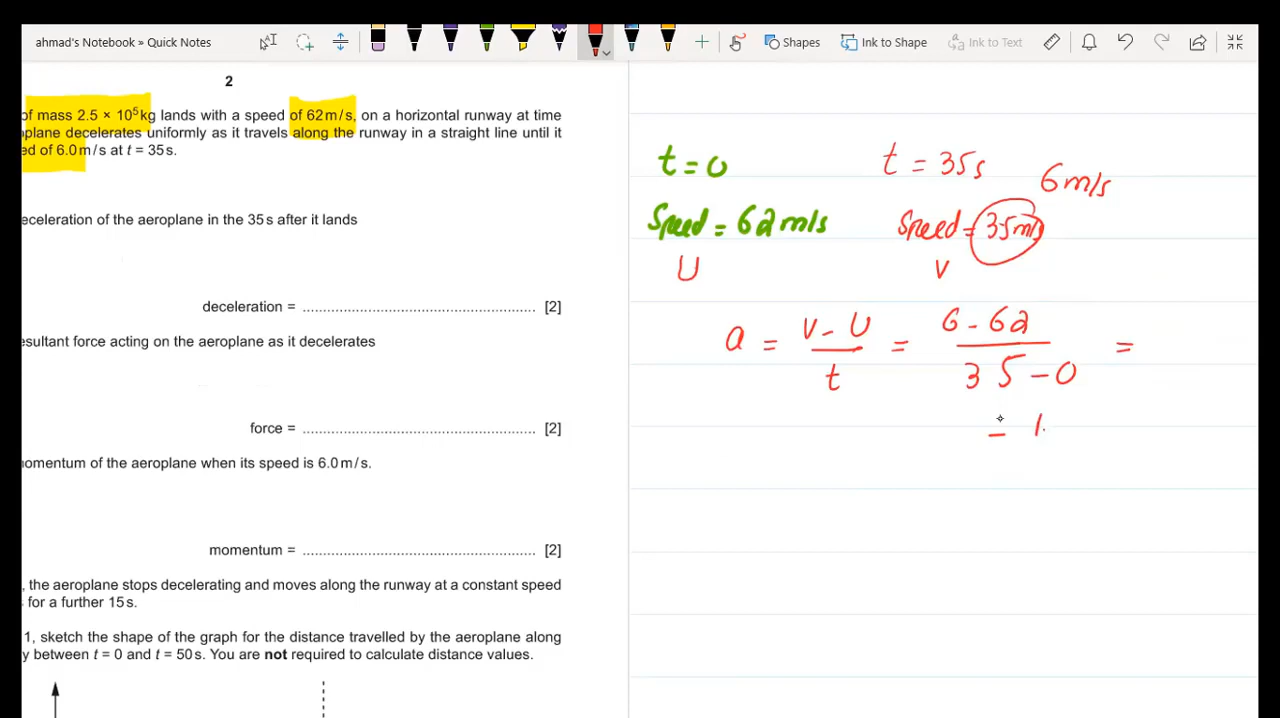 ahmad's Notebook » Quick Notes
Shapes
Ink to Shape
Ink to Text
2
of mass 2.5 × 10⁵ kg lands with a speed of 62 m / s, on a horizontal runway at time
oplane decelerates uniformly as it travels along the runway in a straight line until it
ed of 6.0 m / s at t = 35 s.
eceleration of the aeroplane in the 35 s after it lands
deceleration = ........................................................ [2]
esultant force acting on the aeroplane as it decelerates
force = ........................................................ [2]
omentum of the aeroplane when its speed is 6.0 m / s.
momentum = ........................................................ [2]
, the aeroplane stops decelerating and moves along the runway at a constant speed
s for a further 15 s.
1, sketch the shape of the graph for the distance travelled by the aeroplane along
y between t = 0 and t = 50 s. You are not required to calculate distance values.
t = 0
Speed = 62 m/s
U
t = 35 s
6 m/s
Speed = 35 m/s
V
a = V - U / t = 6 - 62 / 35 - 0 =
- 1.